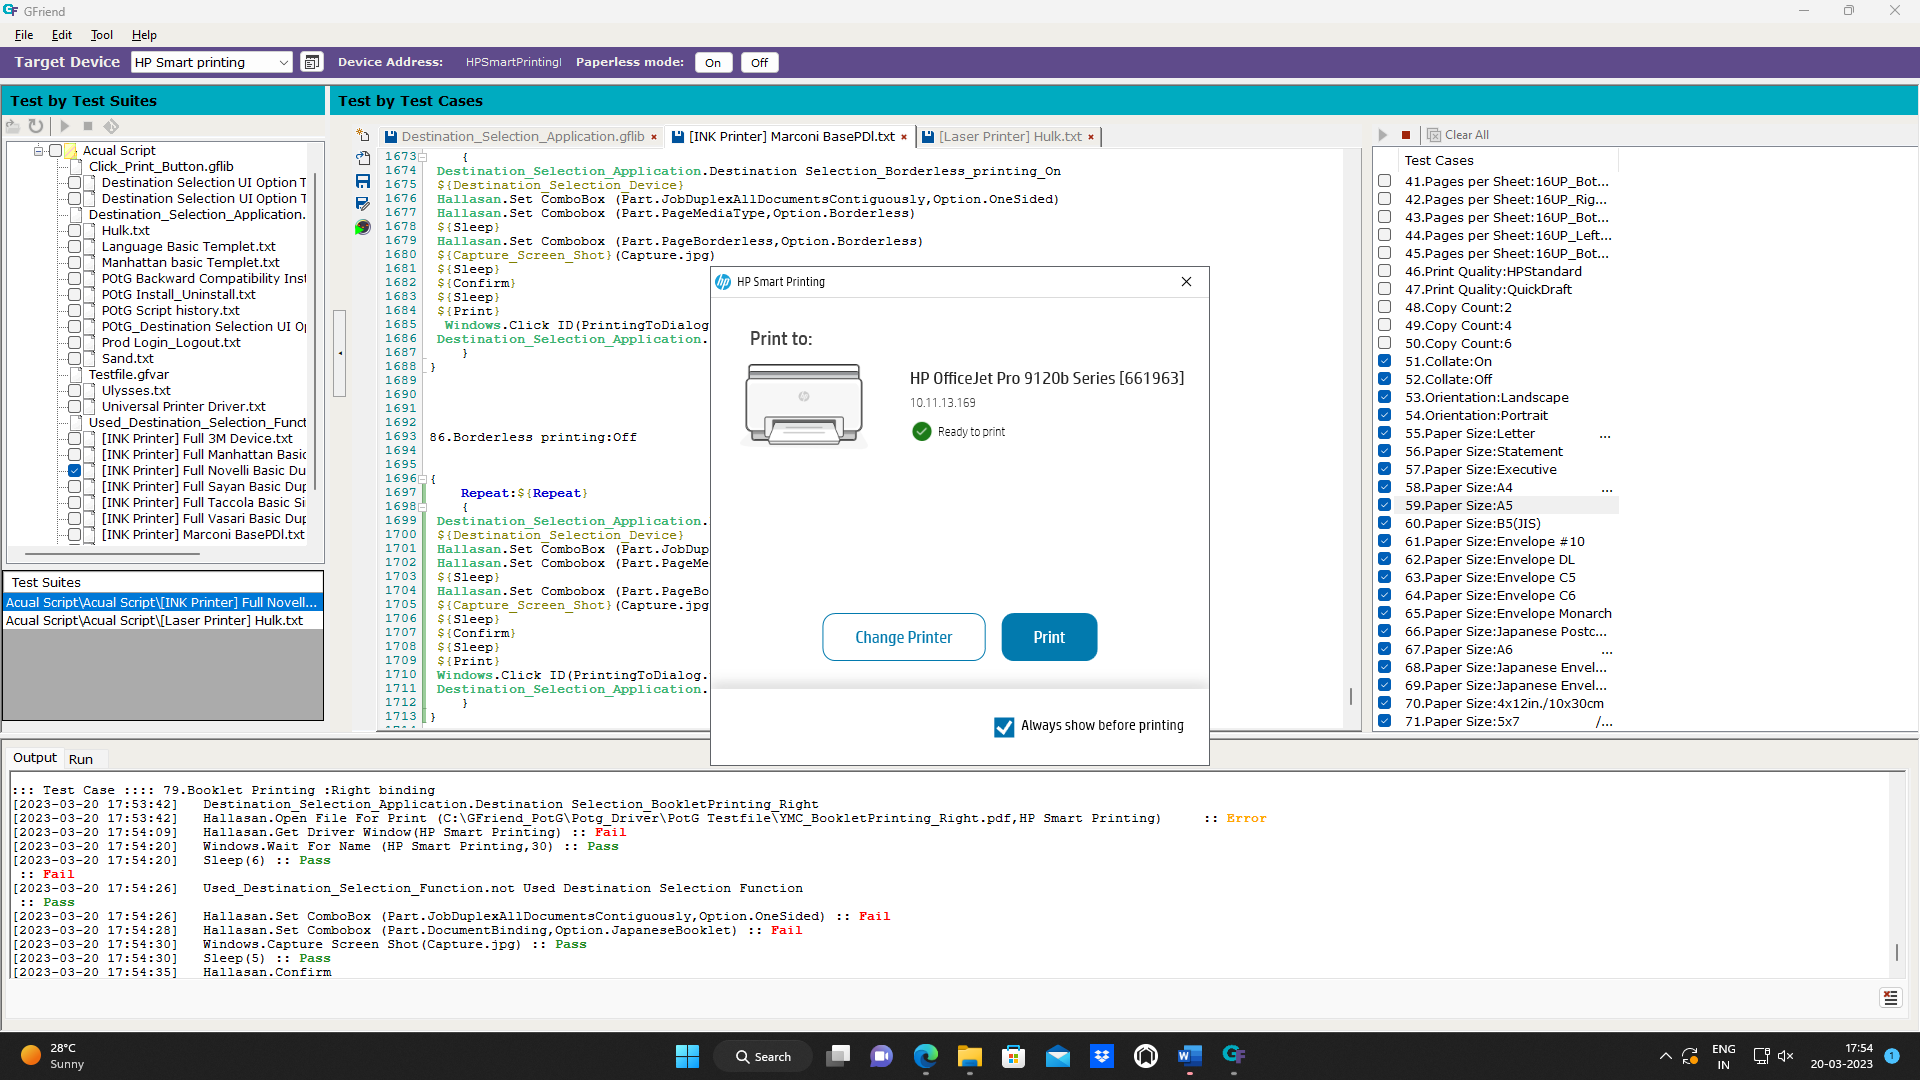 GFriend
File Edit Tool Help
Target Device HP Smart printing Device Address: HPSmartPrintingI Paperless mode: On Off
Test by Test Suites
Acual Script
Click_Print_Button.gflib
Destination Selection UI Option T
Destination Selection UI Option T
Destination_Selection_Application.
Hulk.txt
Language Basic Templet.txt
Manhattan basic Templet.txt
POtG Backward Compatibility Inst
POtG Install_Uninstall.txt
POtG Script history.txt
POtG_Destination Selection UI Op
Prod Login_Logout.txt
Sand.txt
Testfile.gfvar
Ulysses.txt
Universal Printer Driver.txt
Used_Destination_Selection_Funct
[INK Printer] Full 3M Device.txt
[INK Printer] Full Manhattan Basic
[INK Printer] Full Novelli Basic Du
[INK Printer] Full Sayan Basic Dup
[INK Printer] Full Taccola Basic Si
[INK Printer] Full Vasari Basic Dup
[INK Printer] Marconi BasePDl.txt
Test Suites
Acual Script\Acual Script\[INK Printer] Full Novell...
Acual Script\Acual Script\[Laser Printer] Hulk.txt
Test by Test Cases
Destination_Selection_Application.gflib × [INK Printer] Marconi BasePDl.txt × [Laser Printer] Hulk.txt ×
1673 {
1674 Destination_Selection_Application.Destination Selection_Borderless_printing_On
1675 ${Destination_Selection_Device}
1676 Hallasan.Set ComboBox (Part.JobDuplexAllDocumentsContiguously,Option.OneSided)
1677 Hallasan.Set Combobox (Part.PageMediaType,Option.Borderless)
1678 ${Sleep}
1679 Hallasan.Set Combobox (Part.PageBorderless,Option.Borderless)
1680 ${Capture_Screen_Shot}(Capture.jpg)
1681 ${Sleep}
1682 ${Confirm}
1683 ${Sleep}
1684 ${Print}
1685 Windows.Click ID(PrintingToDialog
1686 Destination_Selection_Application.
1687 }
1688 }
1689
1690
1691
1692
1693 86.Borderless printing:Off
1694
1695
1696 {
1697 Repeat:${Repeat}
1698 {
1699 Destination_Selection_Application.
1700 ${Destination_Selection_Device}
1701 Hallasan.Set ComboBox (Part.JobDup
1702 Hallasan.Set Combobox (Part.PageMe
1703 ${Sleep}
1704 Hallasan.Set Combobox (Part.PageBo
1705 ${Capture_Screen_Shot}(Capture.jpg
1706 ${Sleep}
1707 ${Confirm}
1708 ${Sleep}
1709 ${Print}
1710 Windows.Click ID(PrintingToDialog.
1711 Destination_Selection_Application.
1712 }
1713 }
HP Smart Printing
Print to:
HP OfficeJet Pro 9120b Series [661963]
10.11.13.169
Ready to print
Change Printer Print
Always show before printing
Clear All
Test Cases
41.Pages per Sheet:16UP_Bot...
42.Pages per Sheet:16UP_Rig...
43.Pages per Sheet:16UP_Bot...
44.Pages per Sheet:16UP_Left...
45.Pages per Sheet:16UP_Bot...
46.Print Quality:HPStandard
47.Print Quality:QuickDraft
48.Copy Count:2
49.Copy Count:4
50.Copy Count:6
51.Collate:On
52.Collate:Off
53.Orientation:Landscape
54.Orientation:Portrait
55.Paper Size:Letter ...
56.Paper Size:Statement
57.Paper Size:Executive
58.Paper Size:A4 ...
59.Paper Size:A5
60.Paper Size:B5(JIS)
61.Paper Size:Envelope #10
62.Paper Size:Envelope DL
63.Paper Size:Envelope C5
64.Paper Size:Envelope C6
65.Paper Size:Envelope Monarch
66.Paper Size:Japanese Postc...
67.Paper Size:A6 ...
68.Paper Size:Japanese Envel...
69.Paper Size:Japanese Envel...
70.Paper Size:4x12in./10x30cm
71.Paper Size:5x7 /...
Output Run
::: Test Case :::: 79.Booklet Printing :Right binding
[2023-03-20 17:53:42] Destination_Selection_Application.Destination Selection_BookletPrinting_Right
[2023-03-20 17:53:42] Hallasan.Open File For Print (C:\GFriend_PotG\Potg_Driver\PotG Testfile\YMC_BookletPrinting_Right.pdf,HP Smart Printing) :: Error
[2023-03-20 17:54:09] Hallasan.Get Driver Window(HP Smart Printing) :: Fail
[2023-03-20 17:54:20] Windows.Wait For Name (HP Smart Printing,30) :: Pass
[2023-03-20 17:54:20] Sleep(6) :: Pass
:: Fail
[2023-03-20 17:54:26] Used_Destination_Selection_Function.not Used Destination Selection Function
:: Pass
[2023-03-20 17:54:26] Hallasan.Set ComboBox (Part.JobDuplexAllDocumentsContiguously,Option.OneSided) :: Fail
[2023-03-20 17:54:28] Hallasan.Set Combobox (Part.DocumentBinding,Option.JapaneseBooklet) :: Fail
[2023-03-20 17:54:30] Windows.Capture Screen Shot(Capture.jpg) :: Pass
[2023-03-20 17:54:30] Sleep(5) :: Pass
[2023-03-20 17:54:35] Hallasan.Confirm
28°C
Sunny
Search
ENG
IN
17:54
20-03-2023
1